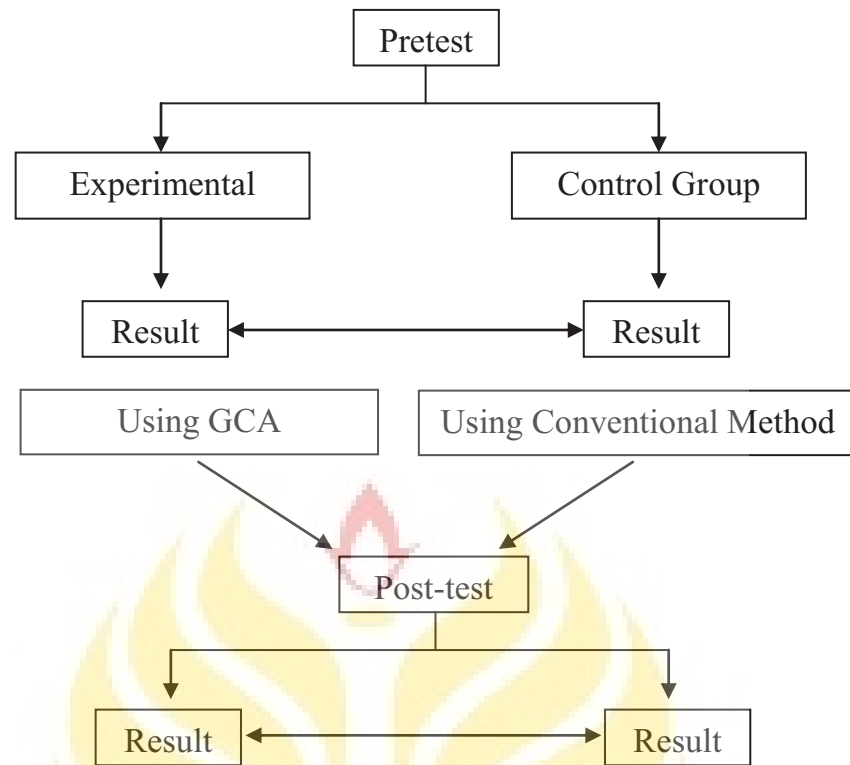 Pretest
Experimental
Control Group
Result
Result
Using GCA
Using Conventional Method
Post-test
Result
Result